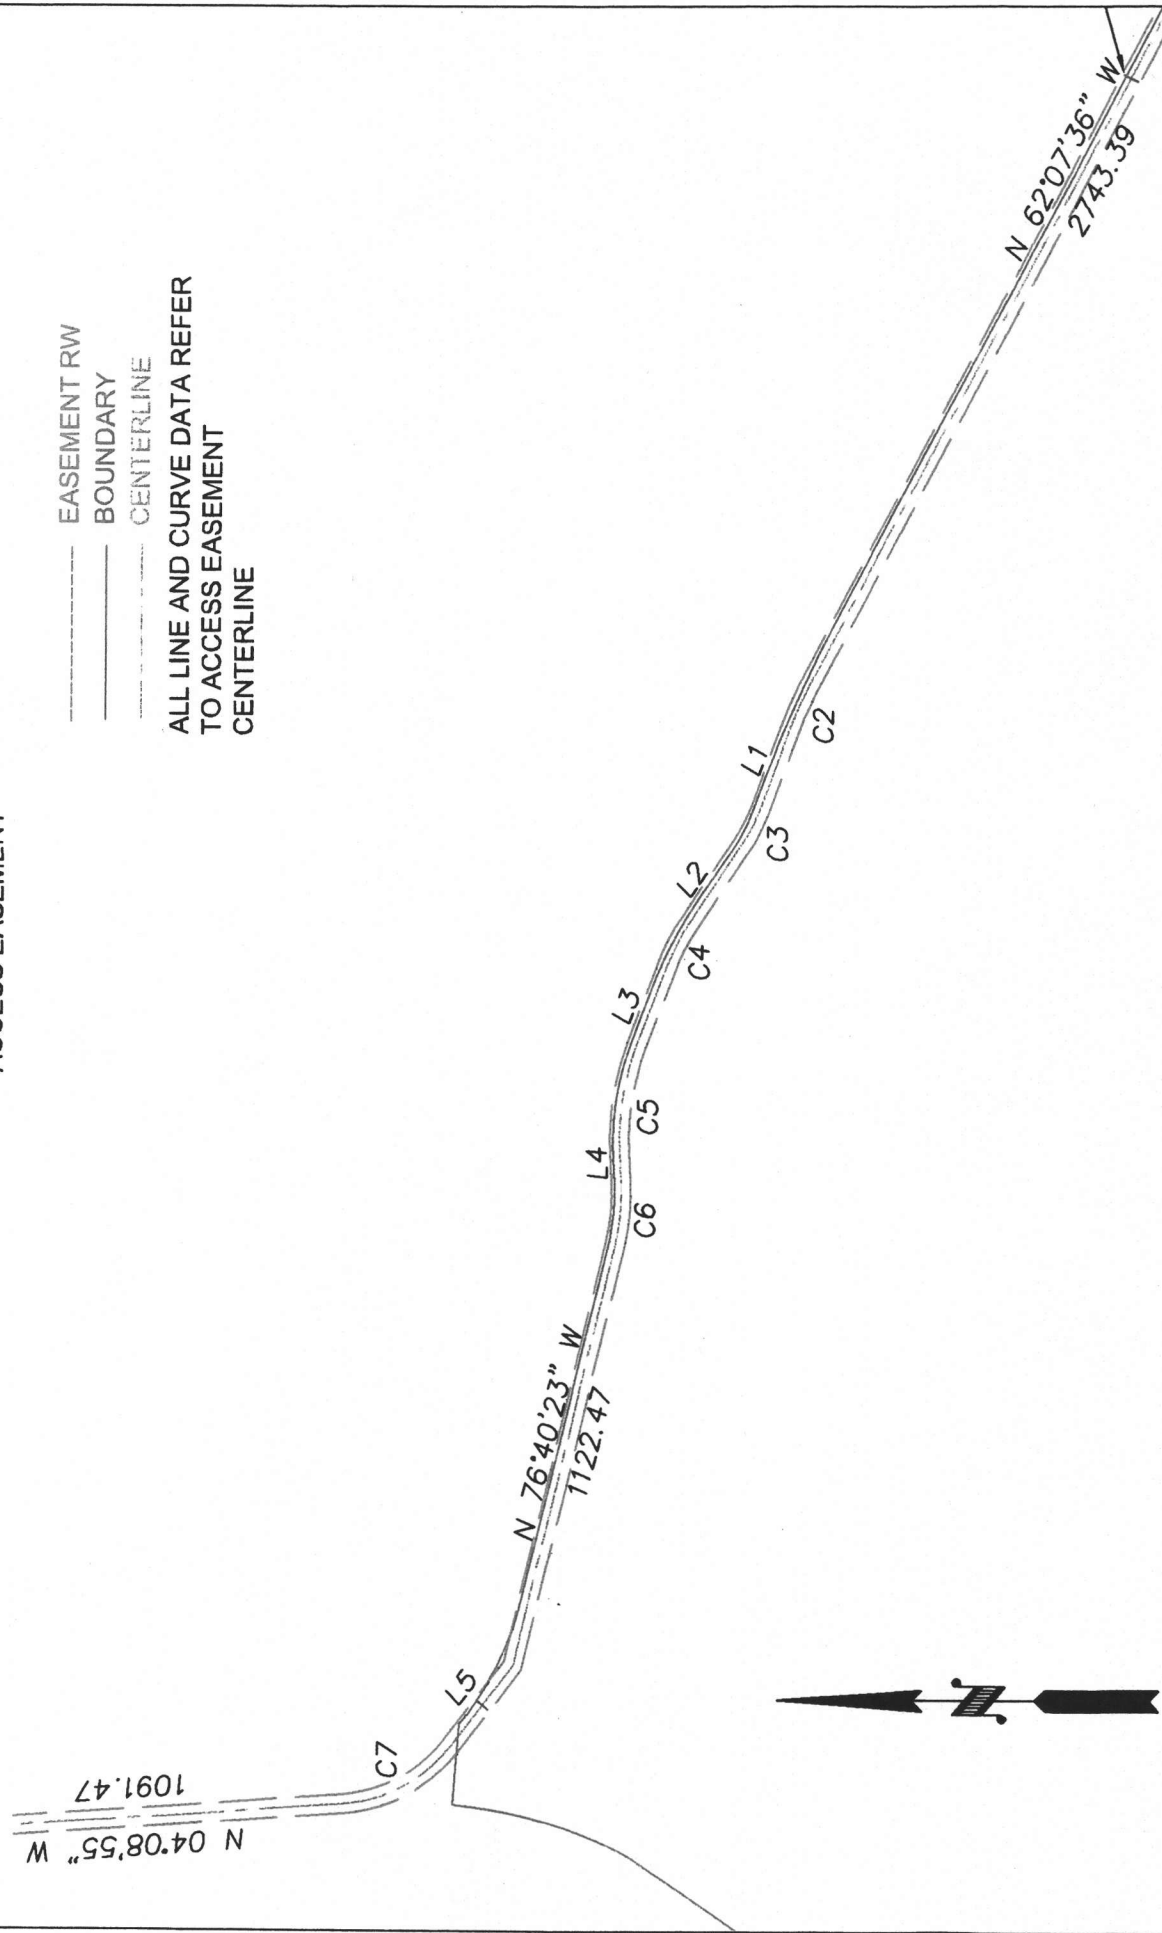 ACCESS EASEMENT
EASEMENT RW
BOUNDARY
CENTERLINE
ALL LINE AND CURVE DATA REFER
TO ACCESS EASEMENT
CENTERLINE
N 04°08'55" W
1091.47
C7
L5
N 76°40'23" W
1122.47
C6
L4
C5
L3
C4
L2
C3
L1
C2
N 62°07'36" W
2743.39